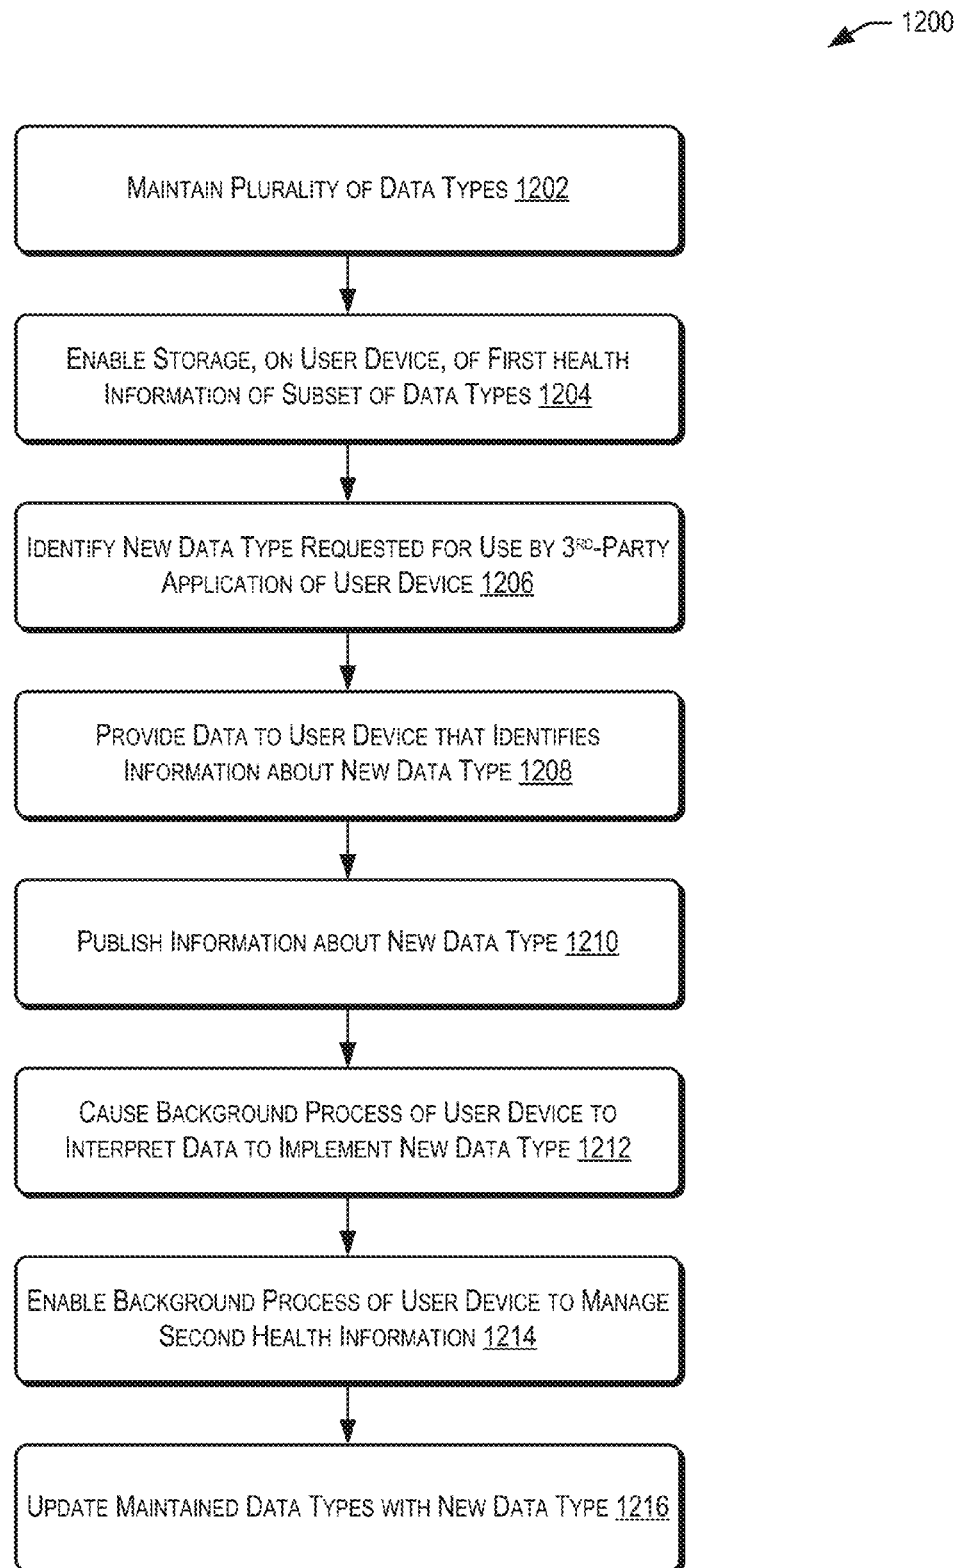 1200
MAINTAIN PLURALITY OF DATA TYPES 1202
ENABLE STORAGE, ON USER DEVICE, OF FIRST HEALTH
INFORMATION OF SUBSET OF DATA TYPES 1204
IDENTIFY NEW DATA TYPE REQUESTED FOR USE BY 3RD-PARTY
APPLICATION OF USER DEVICE 1206
PROVIDE DATA TO USER DEVICE THAT IDENTIFIES
INFORMATION ABOUT NEW DATA TYPE 1208
PUBLISH INFORMATION ABOUT NEW DATA TYPE 1210
CAUSE BACKGROUND PROCESS OF USER DEVICE TO
INTERPRET DATA TO IMPLEMENT NEW DATA TYPE 1212
ENABLE BACKGROUND PROCESS OF USER DEVICE TO MANAGE
SECOND HEALTH INFORMATION 1214
UPDATE MAINTAINED DATA TYPES WITH NEW DATA TYPE 1216